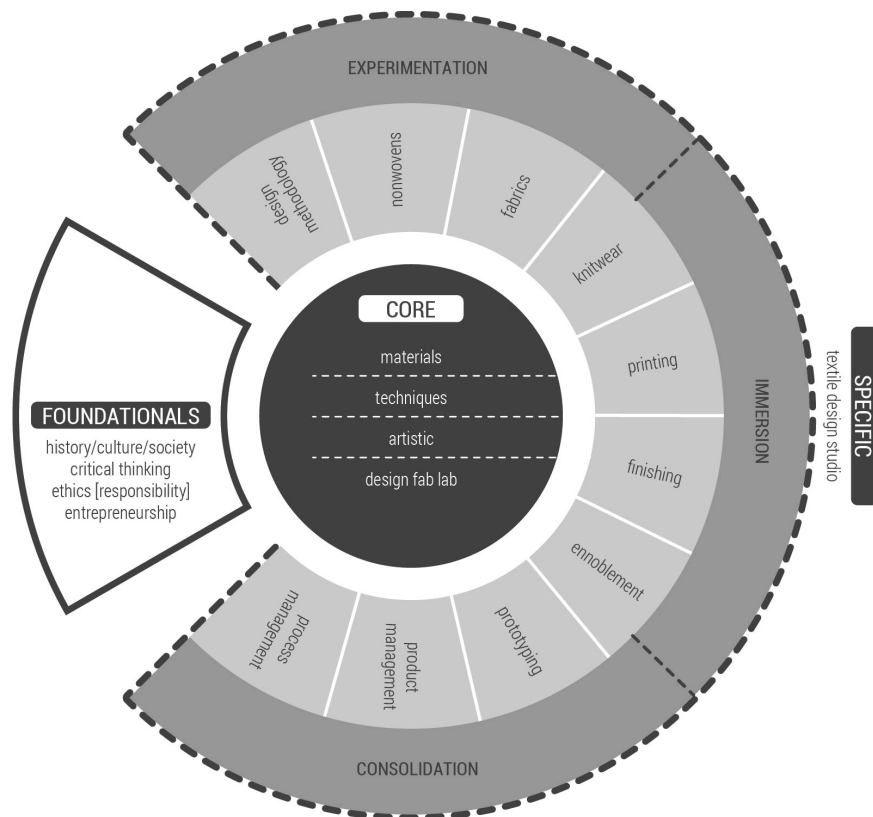 EXPERIMENTATION
design
methodology
nonwovens
fabrics
knitwear
printing
finishing
ennoblement
prototyping
product
management
process
management
IMMERSION
CONSOLIDATION
SPECIFIC
textile design studio
CORE
materials
techniques
artistic
design fab lab
FOUNDATIONALS
history/culture/society
critical thinking
ethics [responsibility]
entrepreneurship